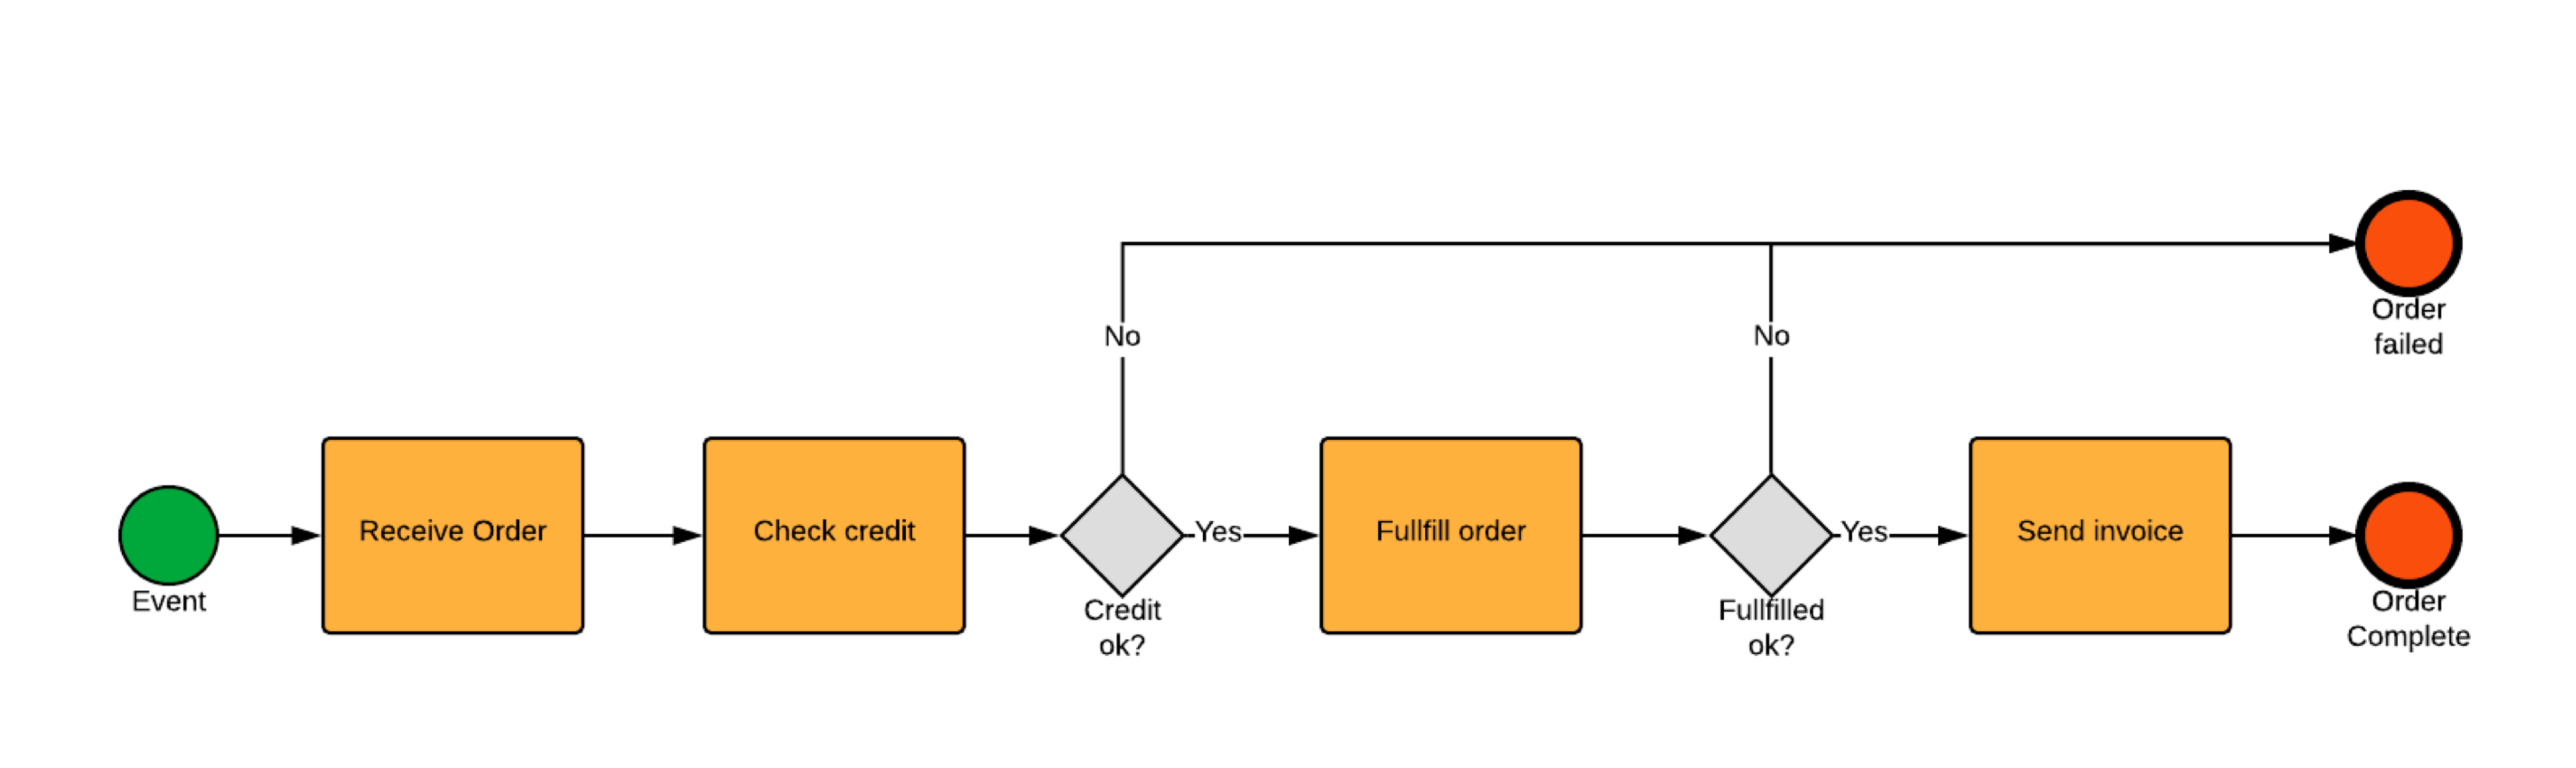 Order
failed
No
No
Receive Order
Check credit
Yes
Fullfill order
Yes
Send invoice
Event
Credit
ok?
Fullfilled
ok?
Order
Complete